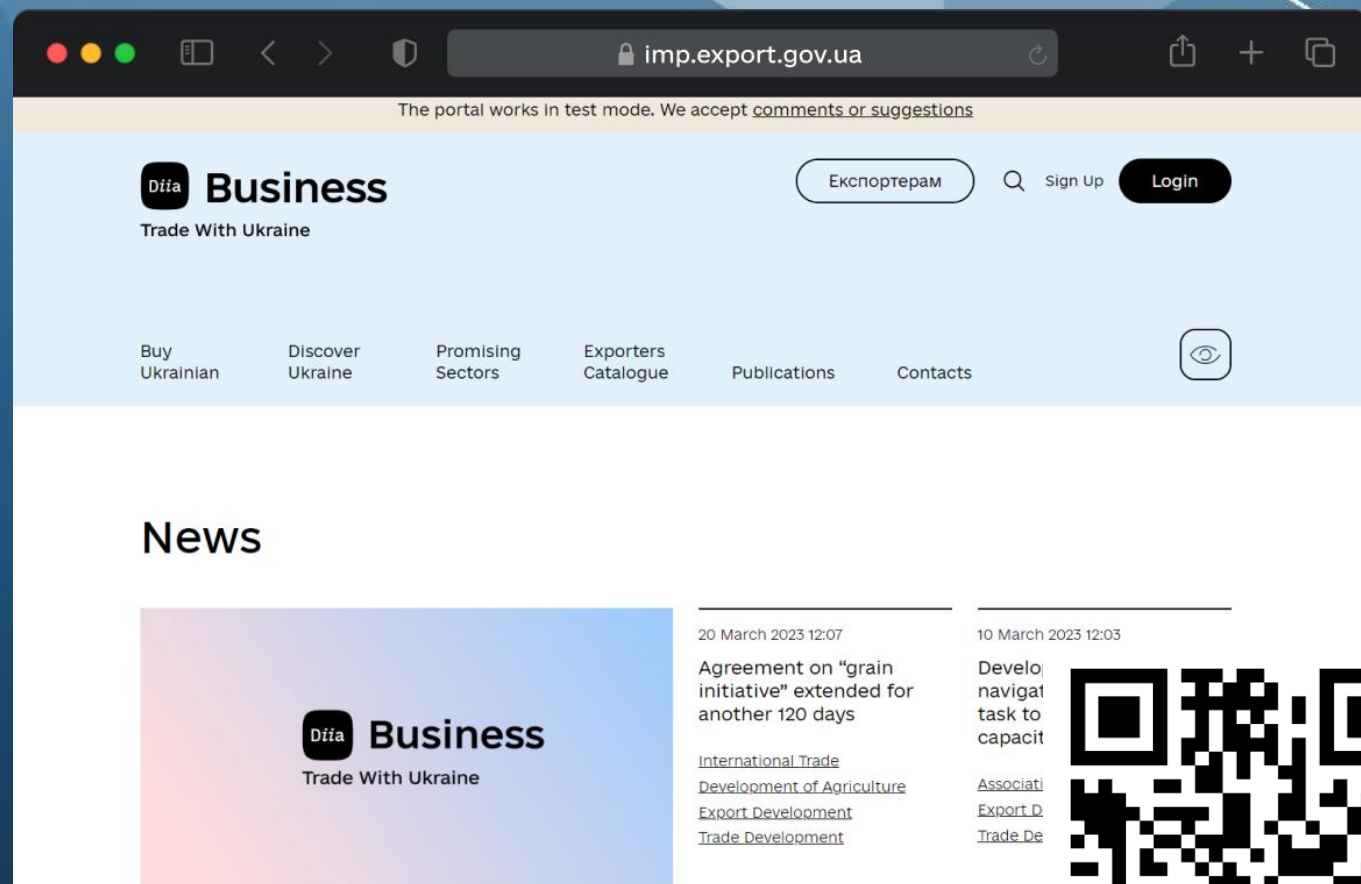 imp.export.gov.ua
The portal works in test mode. We accept comments or suggestions
Diia Business
Trade With Ukraine
Експортерам
Sign Up
Login
Buy Ukrainian
Discover Ukraine
Promising Sectors
Exporters Catalogue
Publications
Contacts
News
Diia Business
Trade With Ukraine
20 March 2023 12:07
Agreement on “grain
initiative” extended for
another 120 days
International Trade
Development of Agriculture
Export Development
Trade Development
10 March 2023 12:03
task to